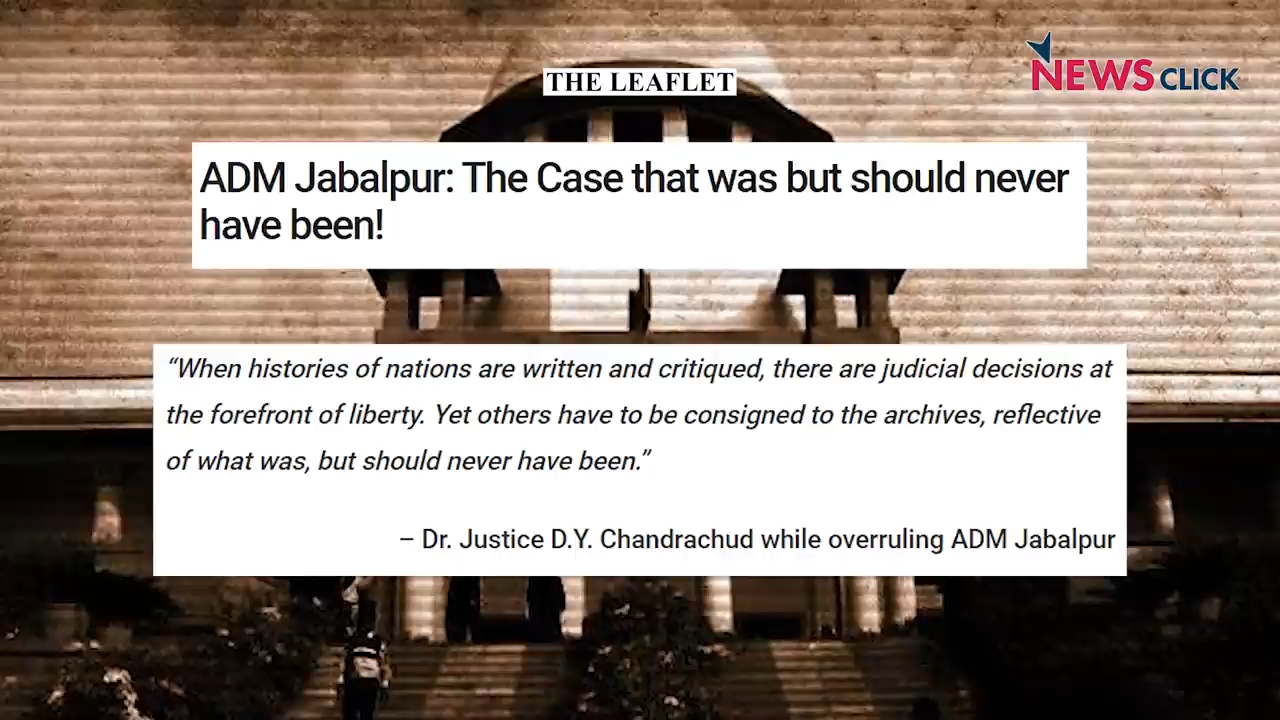 NEWSCLICK
THE LEAFLET
ADM Jabalpur: The Case that was but should never
have been!
“When histories of nations are written and critiqued, there are judicial decisions at
the forefront of liberty. Yet others have to be consigned to the archives, reflective
of what was, but should never have been.”
– Dr. Justice D.Y. Chandrachud while overruling ADM Jabalpur